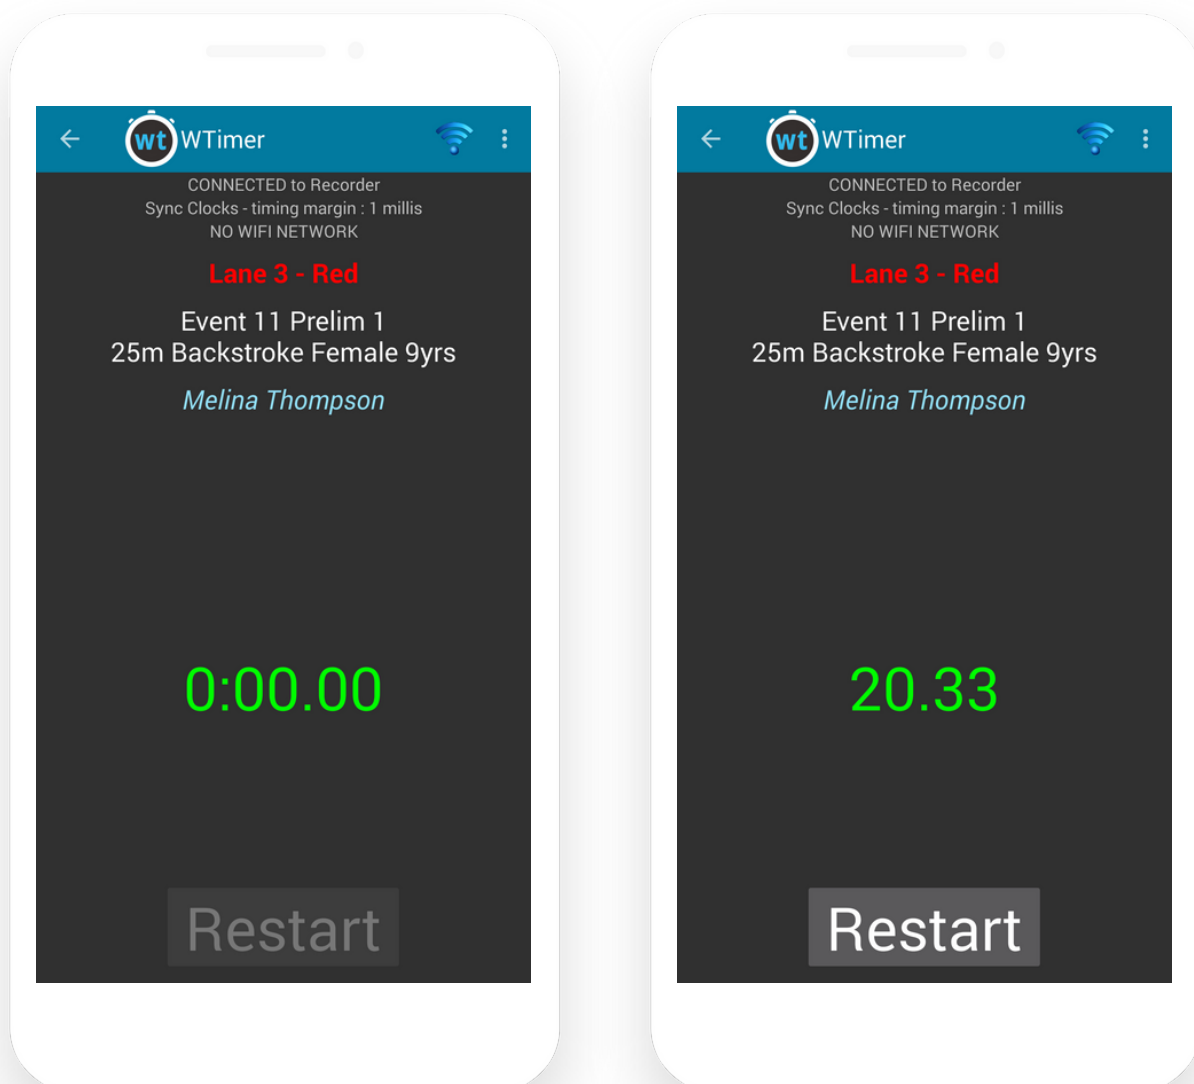 wt WTimer
CONNECTED to Recorder
Sync Clocks - timing margin : 1 millis
NO WIFI NETWORK
Lane 3 - Red
Event 11 Prelim 1
25m Backstroke Female 9yrs
Melina Thompson
0:00.00
Restart
wt WTimer
CONNECTED to Recorder
Sync Clocks - timing margin : 1 millis
NO WIFI NETWORK
Lane 3 - Red
Event 11 Prelim 1
25m Backstroke Female 9yrs
Melina Thompson
20.33
Restart